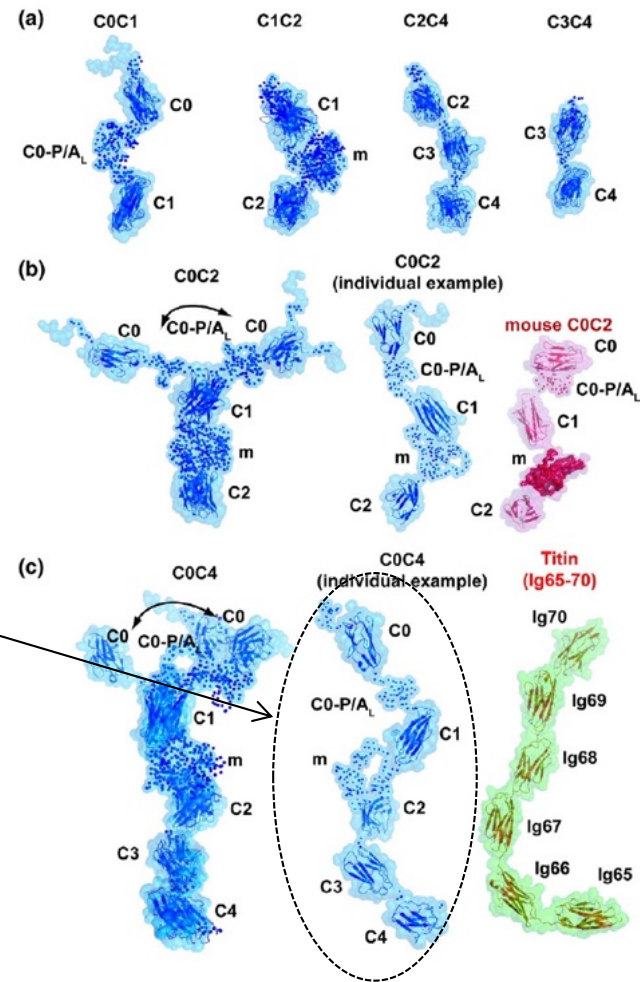 (a) C0C1 C1C2 C2C4 C3C4
C0
C0-P/AL
C1
C1
m
C2
C2
C3
C4
C3
C4
(b) C0C2
C0 C0-P/AL C0
C1
m
C2
C0C2
(individual example)
C0
C0-P/AL
C1
m
C2
mouse C0C2
C0
C0-P/AL
C1
m
C2
(c) C0C4
C0 C0-P/AL C0
C1
m
C2
C3
C4
C0C4
(individual example)
C0
C0-P/AL
C1
m
C2
C3
C4
Titin
(Ig65-70)
Ig70
Ig69
Ig68
Ig67
Ig66 Ig65